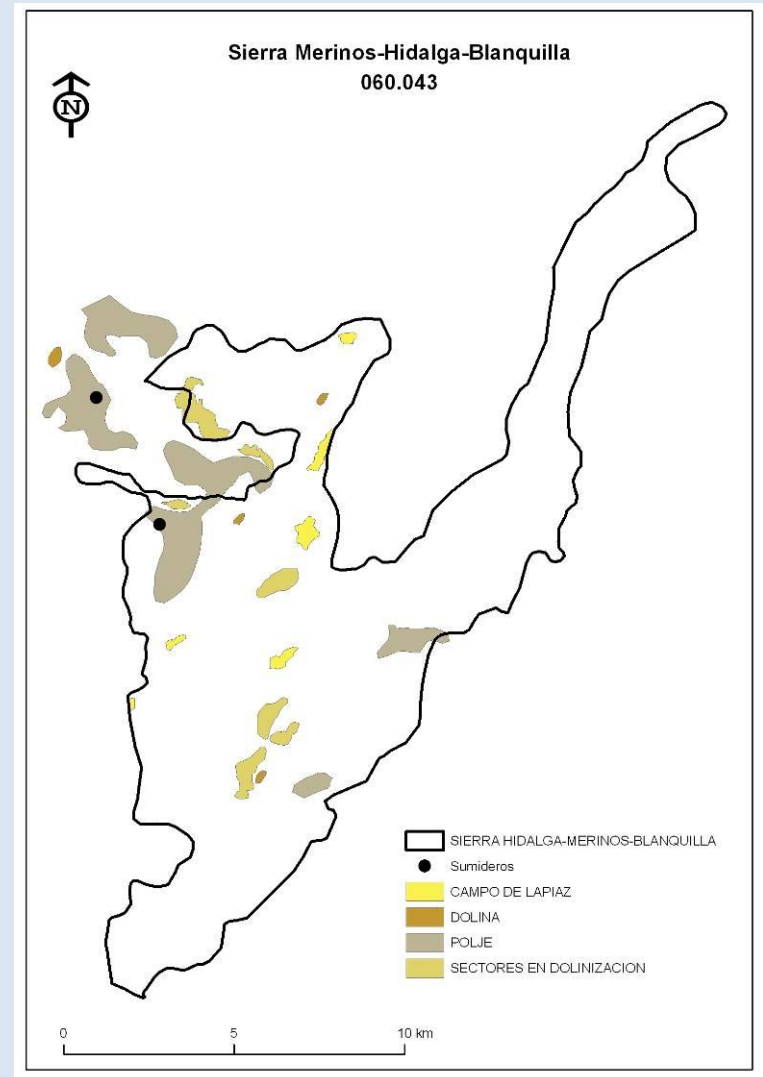 Sierra Merinos-Hidalga-Blanquilla
060.043
N
SIERRA HIDALGA-MERINOS-BLANQUILLA
Sumideros
CAMPO DE LAPIAZ
DOLINA
POLJE
SECTORES EN DOLINIZACION
0 5 10 km